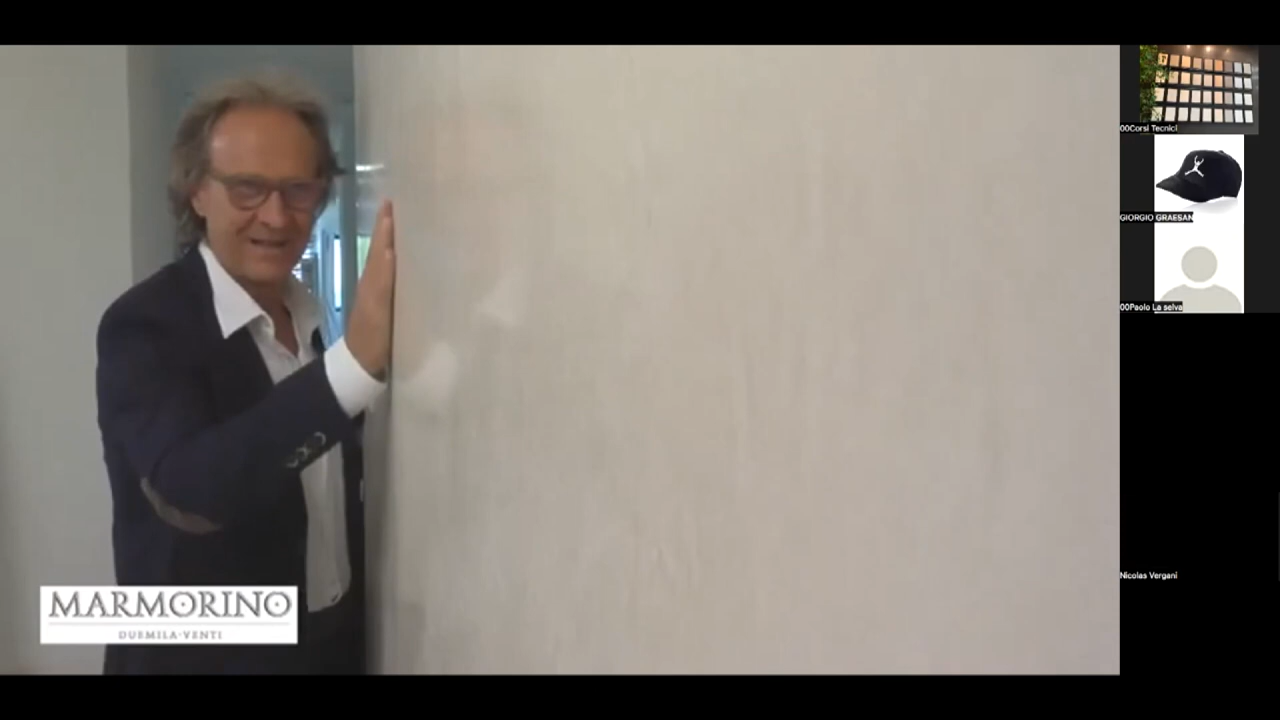 MARMORINO
DUEMILA·VENTI
00Corsi Tecnici
GIORGIO GRAESAN
00Paolo La selva
Nicolas Vergani